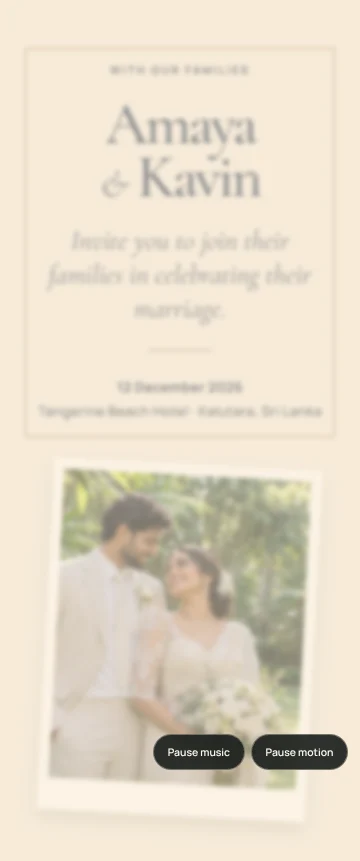 WITH OUR FAMILIES
Amaya
& Kavin
Invite you to join their
families in celebrating their
marriage.
12 December 2026
Tangerine Beach Hotel · Kalutara, Sri Lanka
Pause music
Pause motion